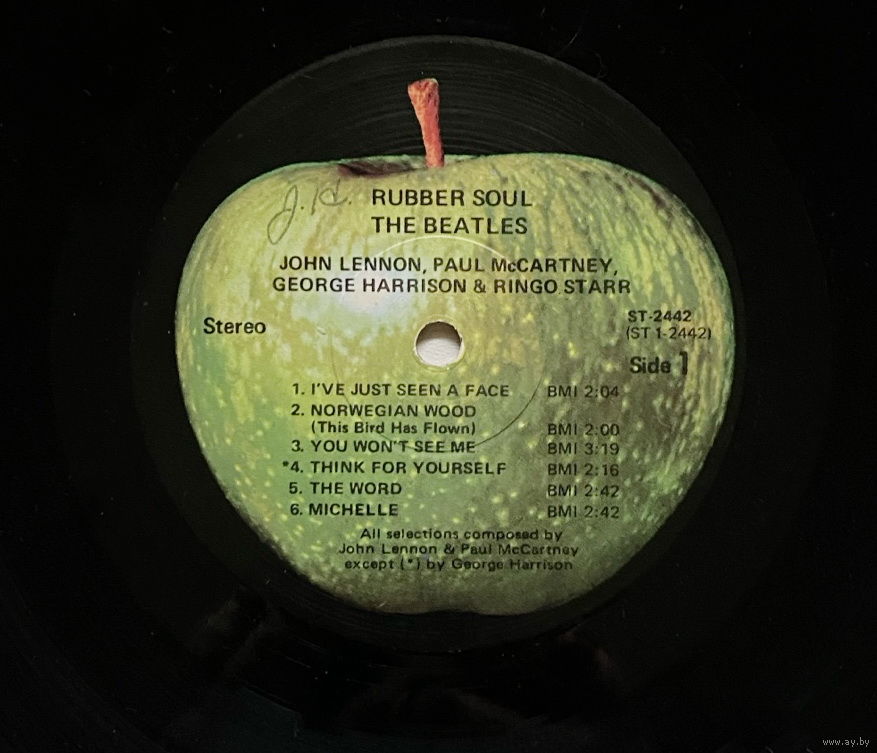 J.H.
RUBBER SOUL
THE BEATLES
JOHN LENNON, PAUL McCARTNEY,
GEORGE HARRISON & RINGO STARR
Stereo
ST-2442
(ST 1-2442)
Side 1
1. I'VE JUST SEEN A FACE BMI 2:04
2. NORWEGIAN WOOD
(This Bird Has Flown) BMI 2:00
3. YOU WON'T SEE ME BMI 3:19
*4. THINK FOR YOURSELF BMI 2:16
5. THE WORD BMI 2:42
6. MICHELLE BMI 2:42
All selections composed by
John Lennon & Paul McCartney
except (*) by George Harrison
www.ay.by